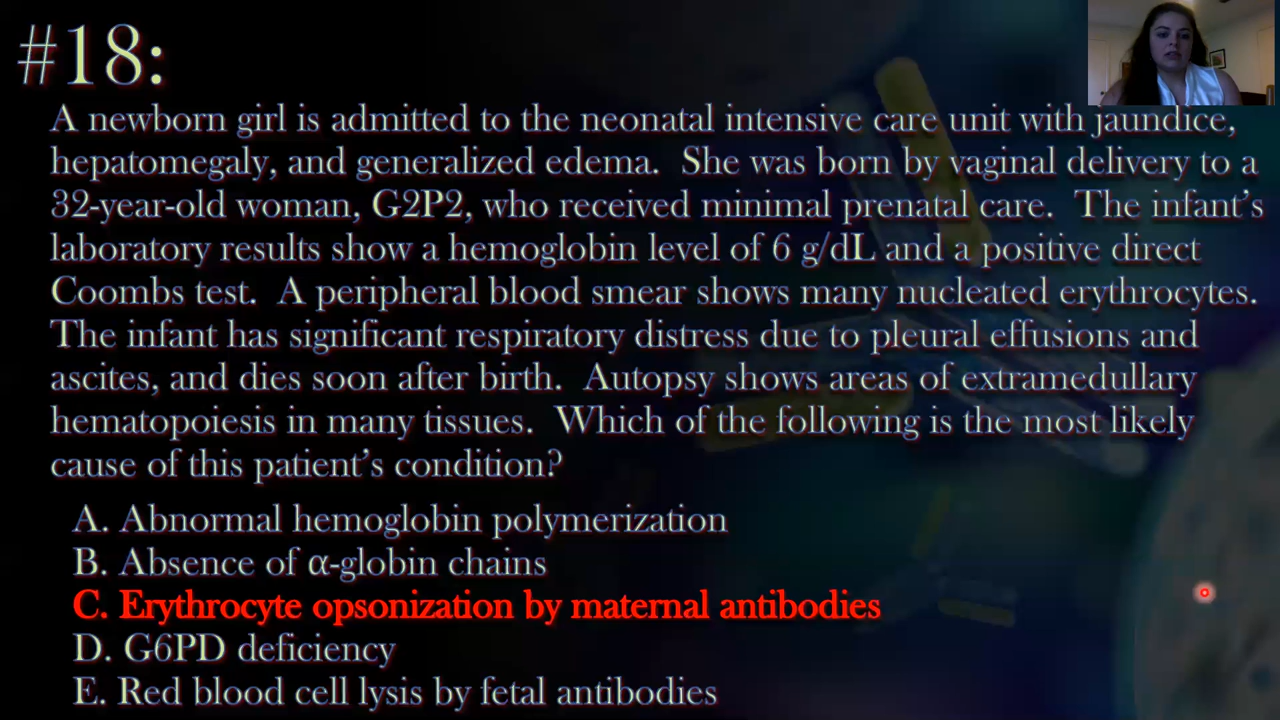 #18:
A newborn girl is admitted to the neonatal intensive care unit with jaundice,
hepatomegaly, and generalized edema. She was born by vaginal delivery to a
32-year-old woman, G2P2, who received minimal prenatal care. The infant’s
laboratory results show a hemoglobin level of 6 g/dL and a positive direct
Coombs test. A peripheral blood smear shows many nucleated erythrocytes.
The infant has significant respiratory distress due to pleural effusions and
ascites, and dies soon after birth. Autopsy shows areas of extramedullary
hematopoiesis in many tissues. Which of the following is the most likely
cause of this patient’s condition?
A. Abnormal hemoglobin polymerization
B. Absence of α-globin chains
C. Erythrocyte opsonization by maternal antibodies
D. G6PD deficiency
E. Red blood cell lysis by fetal antibodies